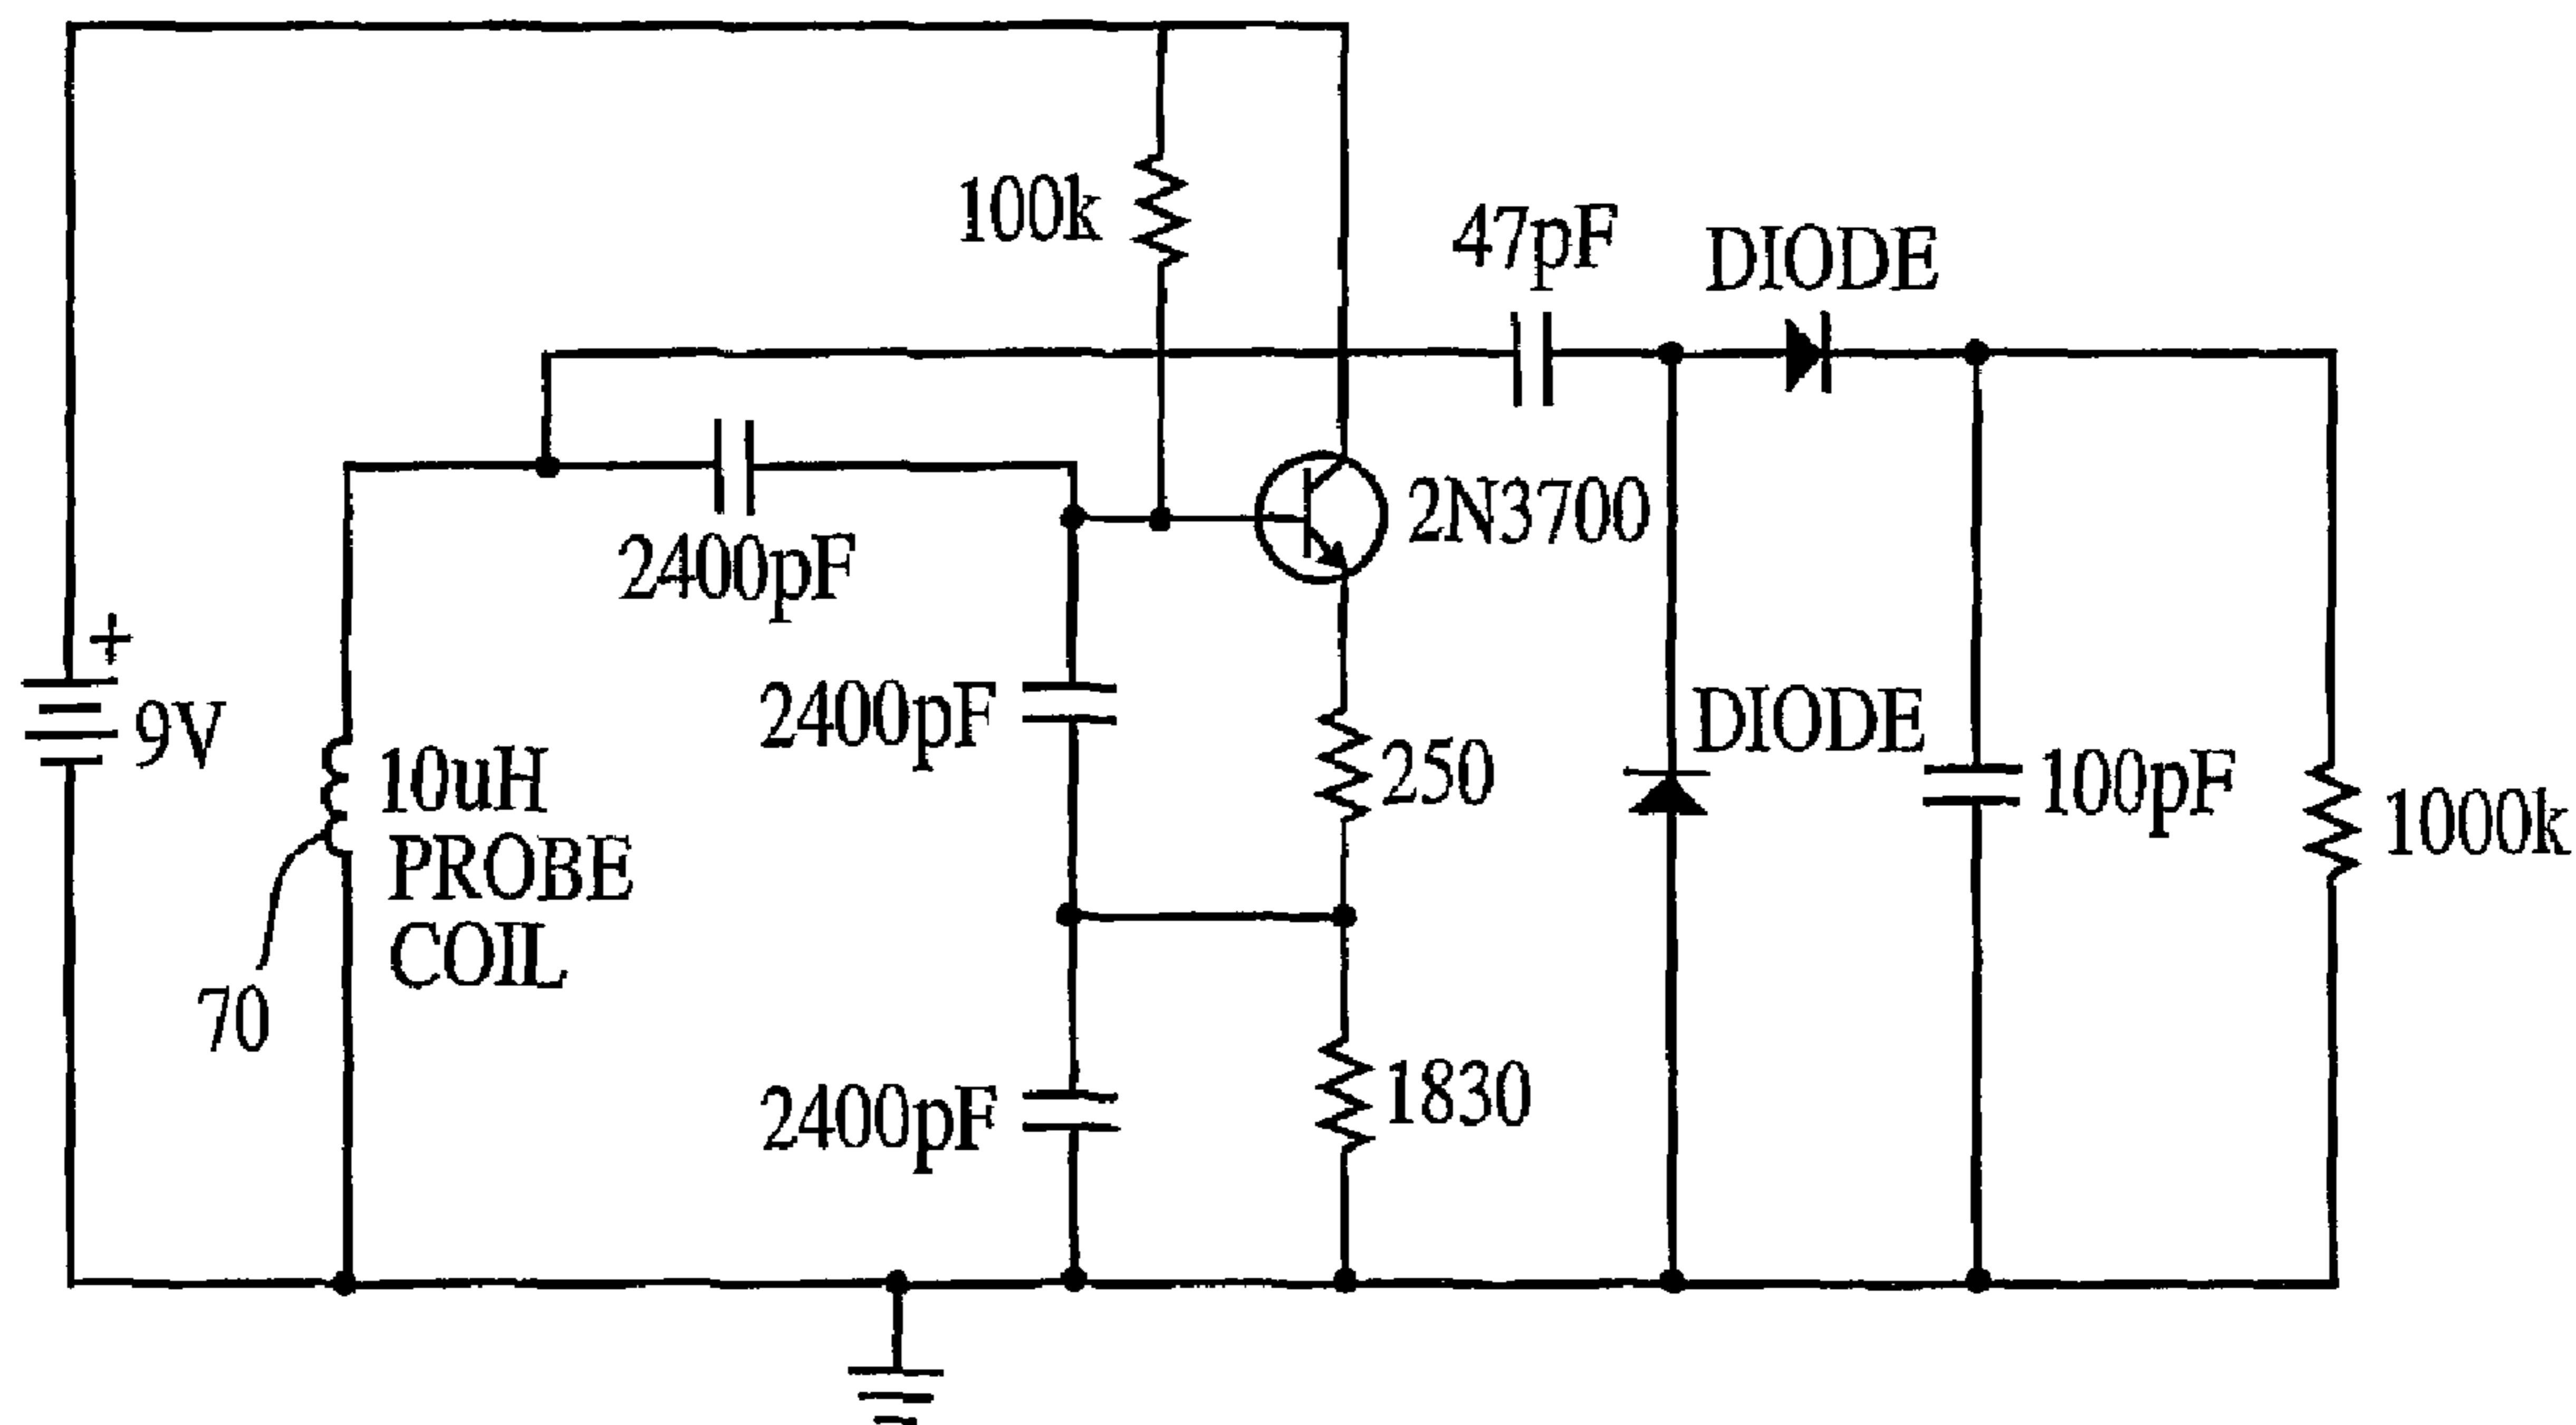 100k
47pF
DIODE
2400pF
2N3700
+
9V
10uH
PROBE
COIL
70
2400pF
250
DIODE
100pF
1000k
2400pF
1830